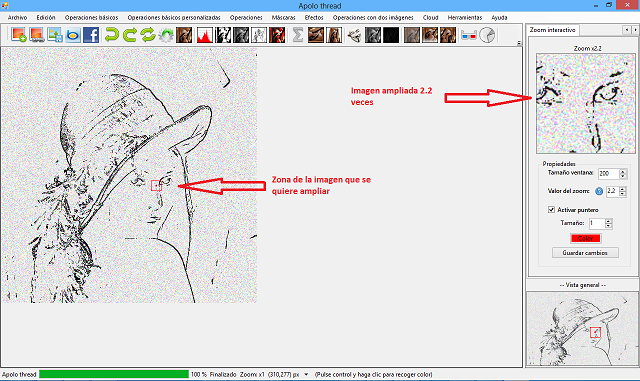 Apolo thread
Archivo Edición Operaciones básicos Operaciones básicos personalizadas Operaciones Máscaras Efectos Operaciones con dos imágenes Cloud Herramientas Ayuda
Zoom interactivo
Zoom x2.2
Imagen ampliada 2.2
veces
Zona de la imagen que se
quiere ampliar
Propiedades
Tamaño ventana: 200
Valor del zoom: ? 2,2
Activar puntero
Tamaño: 1
Color
Guardar cambios
-- Vista general --
Apolo thread 100 % Finalizado Zoom: x1 (310,277) px (Pulse control y haga clic para recoger color)